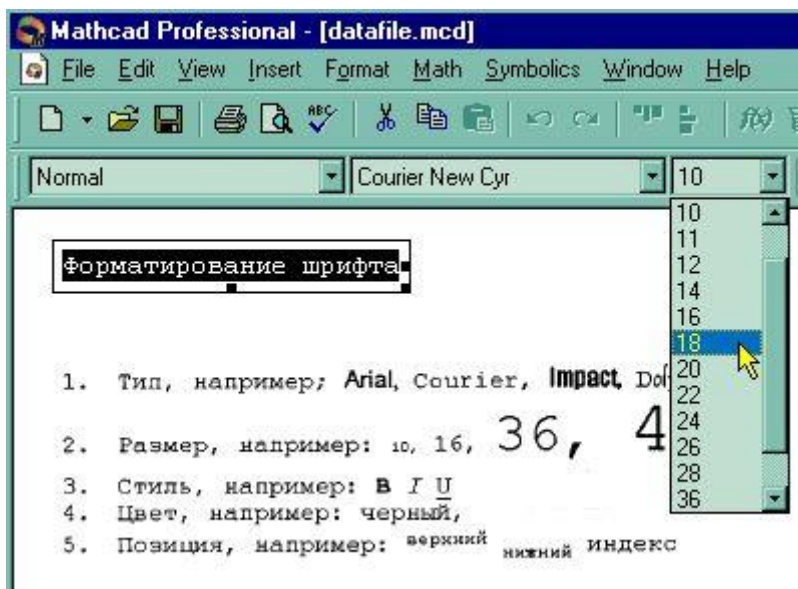 Mathcad Professional - [datafile.mcd]
File Edit View Insert Format Math Symbolics Window Help
ABC f(x)
Normal Courier New Cyr 10
10
11
12
14
16
18
20
22
24
26
28
36
Форматирование шрифта
1. Тип, например; Arial, Courier, Impact,
2. Размер, например: 10, 16, 36, 4
3. Стиль, например: B I U
4. Цвет, например: черный,
5. Позиция, например: верхний нижний индекс